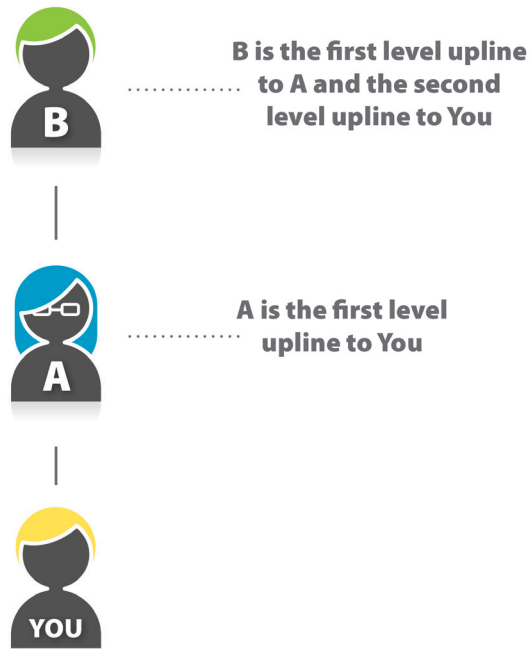 B
B is the first level upline
to A and the second
level upline to You
A
A is the first level
upline to You
YOU